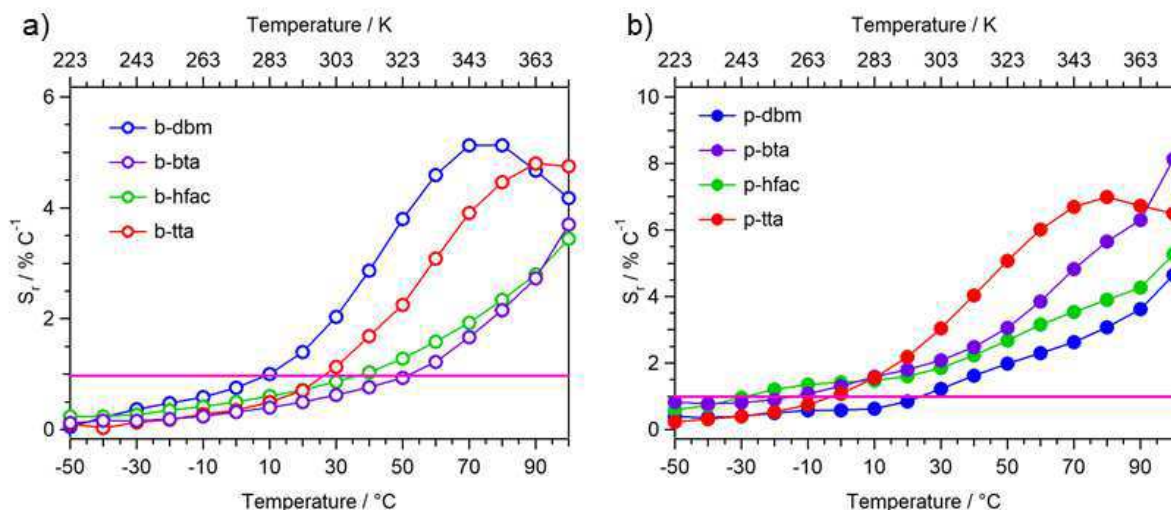 a)
Temperature / K
223 243 263 283 303 323 343 363
6
4
2
0
S_r / % C^-1
b-dbm
b-bta
b-hfac
b-tta
-50 -30 -10 10 30 50 70 90
Temperature / °C
b)
Temperature / K
223 243 263 283 303 323 343 363
10
8
6
4
2
0
S_r / % C^-1
p-dbm
p-bta
p-hfac
p-tta
-50 -30 -10 10 30 50 70 90
Temperature / °C